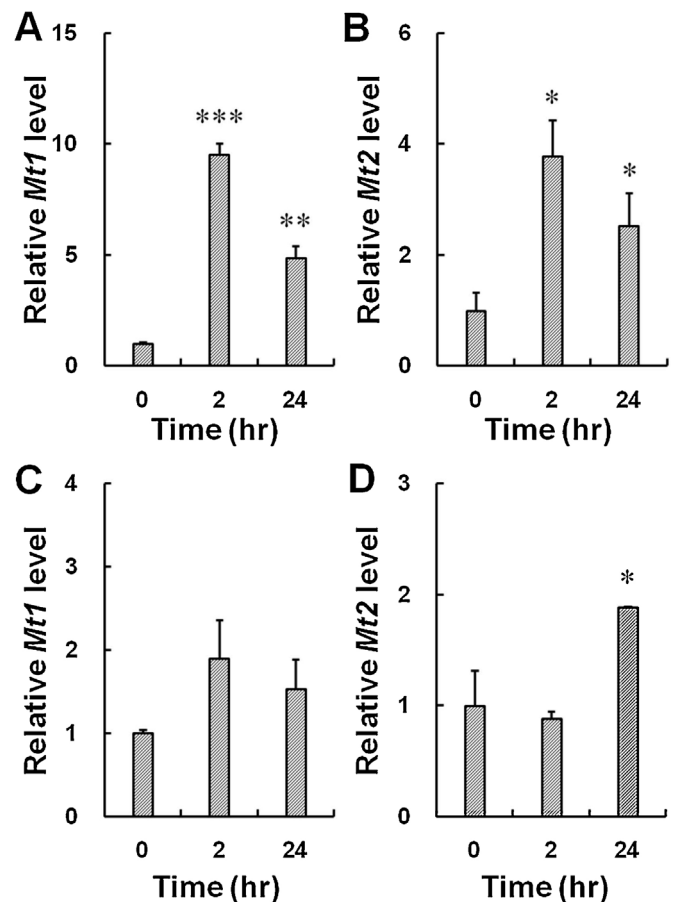 A
Relative Mt1 level
15
10
5
0
***
**
0 2 24
Time (hr)
B
Relative Mt2 level
6
4
2
0
*
*
0 2 24
Time (hr)
C
Relative Mt1 level
4
3
2
1
0
0 2 24
Time (hr)
D
Relative Mt2 level
3
2
1
0
*
0 2 24
Time (hr)